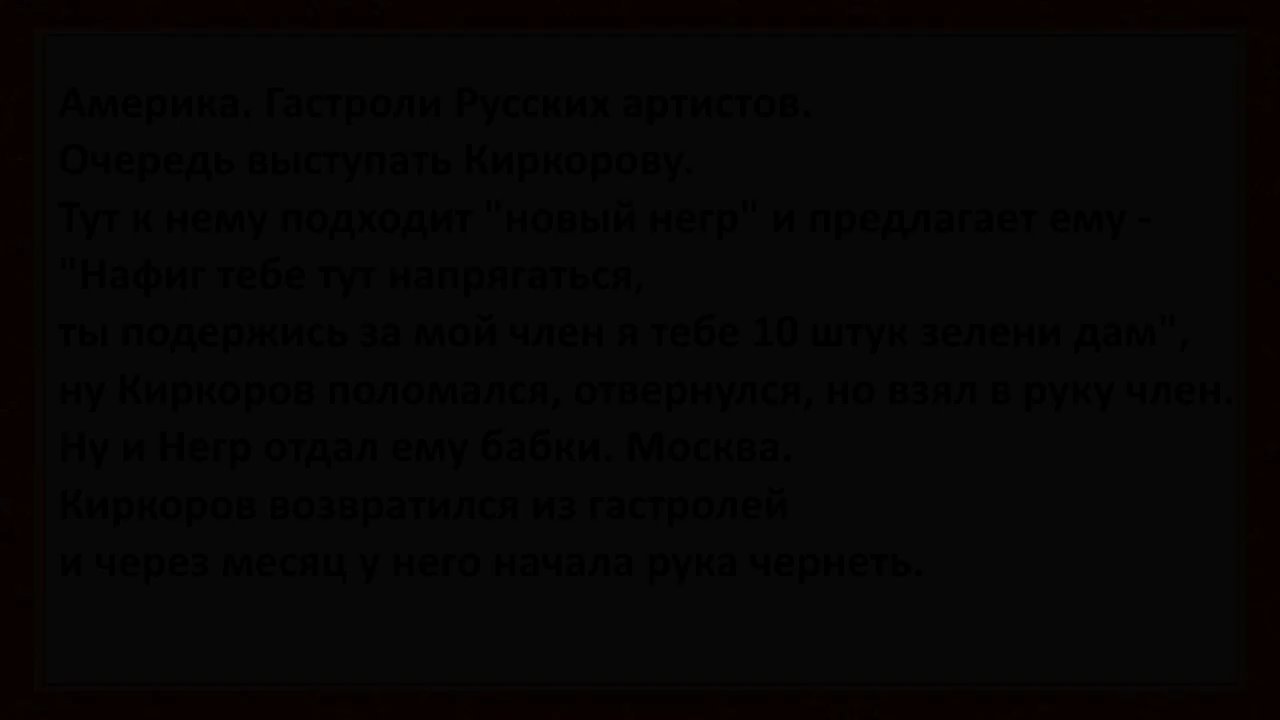 Америка. Гастроли Русских артистов.
Очередь выступать Киркорову.
Тут к нему подходит "новый негр" и предлагает ему -
"Нафиг тебе тут напрягаться,
ты подержись за мой член я тебе 10 штук зелени дам",
ну Киркоров поломался, отвернулся, но взял в руку член.
Ну и Негр отдал ему бабки. Москва.
Киркоров возвратился из гастролей
и через месяц у него начала рука чернеть.